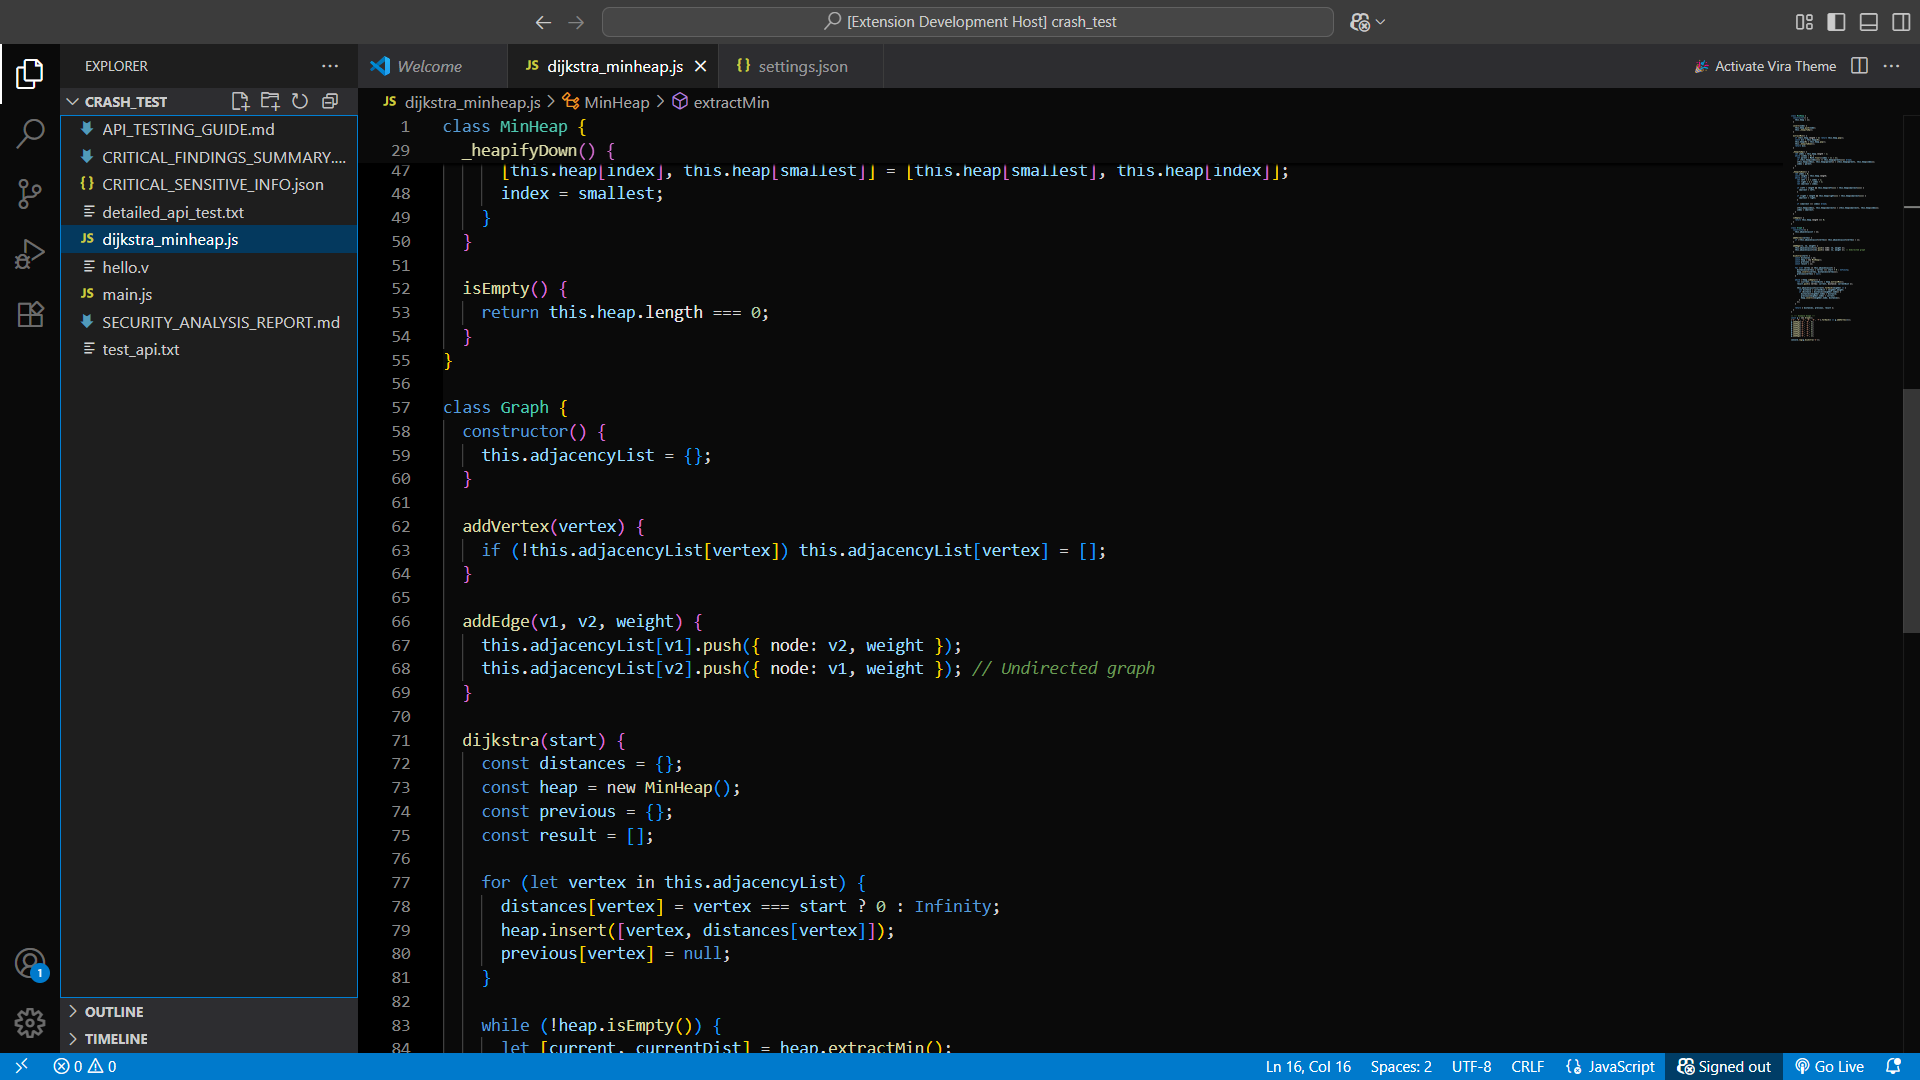 [Extension Development Host] crash_test
EXPLORER
Welcome
JS dijkstra_minheap.js
{} settings.json
Activate Vira Theme
CRASH_TEST
JS dijkstra_minheap.js > MinHeap > extractMin
API_TESTING_GUIDE.md
CRITICAL_FINDINGS_SUMMARY....
{} CRITICAL_SENSITIVE_INFO.json
detailed_api_test.txt
JS dijkstra_minheap.js
hello.v
JS main.js
SECURITY_ANALYSIS_REPORT.md
test_api.txt
1 class MinHeap {
29 _heapifyDown() {
47 [this.heap[index], this.heap[smallest]] = [this.heap[smallest], this.heap[index]];
48 index = smallest;
49 }
50 }
51
52 isEmpty() {
53 return this.heap.length === 0;
54 }
55 }
56
57 class Graph {
58 constructor() {
59 this.adjacencyList = {};
60 }
61
62 addVertex(vertex) {
63 if (!this.adjacencyList[vertex]) this.adjacencyList[vertex] = [];
64 }
65
66 addEdge(v1, v2, weight) {
67 this.adjacencyList[v1].push({ node: v2, weight });
68 this.adjacencyList[v2].push({ node: v1, weight }); // Undirected graph
69 }
70
71 dijkstra(start) {
72 const distances = {};
73 const heap = new MinHeap();
74 const previous = {};
75 const result = [];
76
77 for (let vertex in this.adjacencyList) {
78 distances[vertex] = vertex === start ? 0 : Infinity;
79 heap.insert([vertex, distances[vertex]]);
80 previous[vertex] = null;
81 }
82
83 while (!heap.isEmpty()) {
84 let [current, currentDist] = heap.extractMin();
1
OUTLINE
TIMELINE
0 0
Ln 16, Col 16
Spaces: 2
UTF-8
CRLF
{} JavaScript
Signed out
Go Live